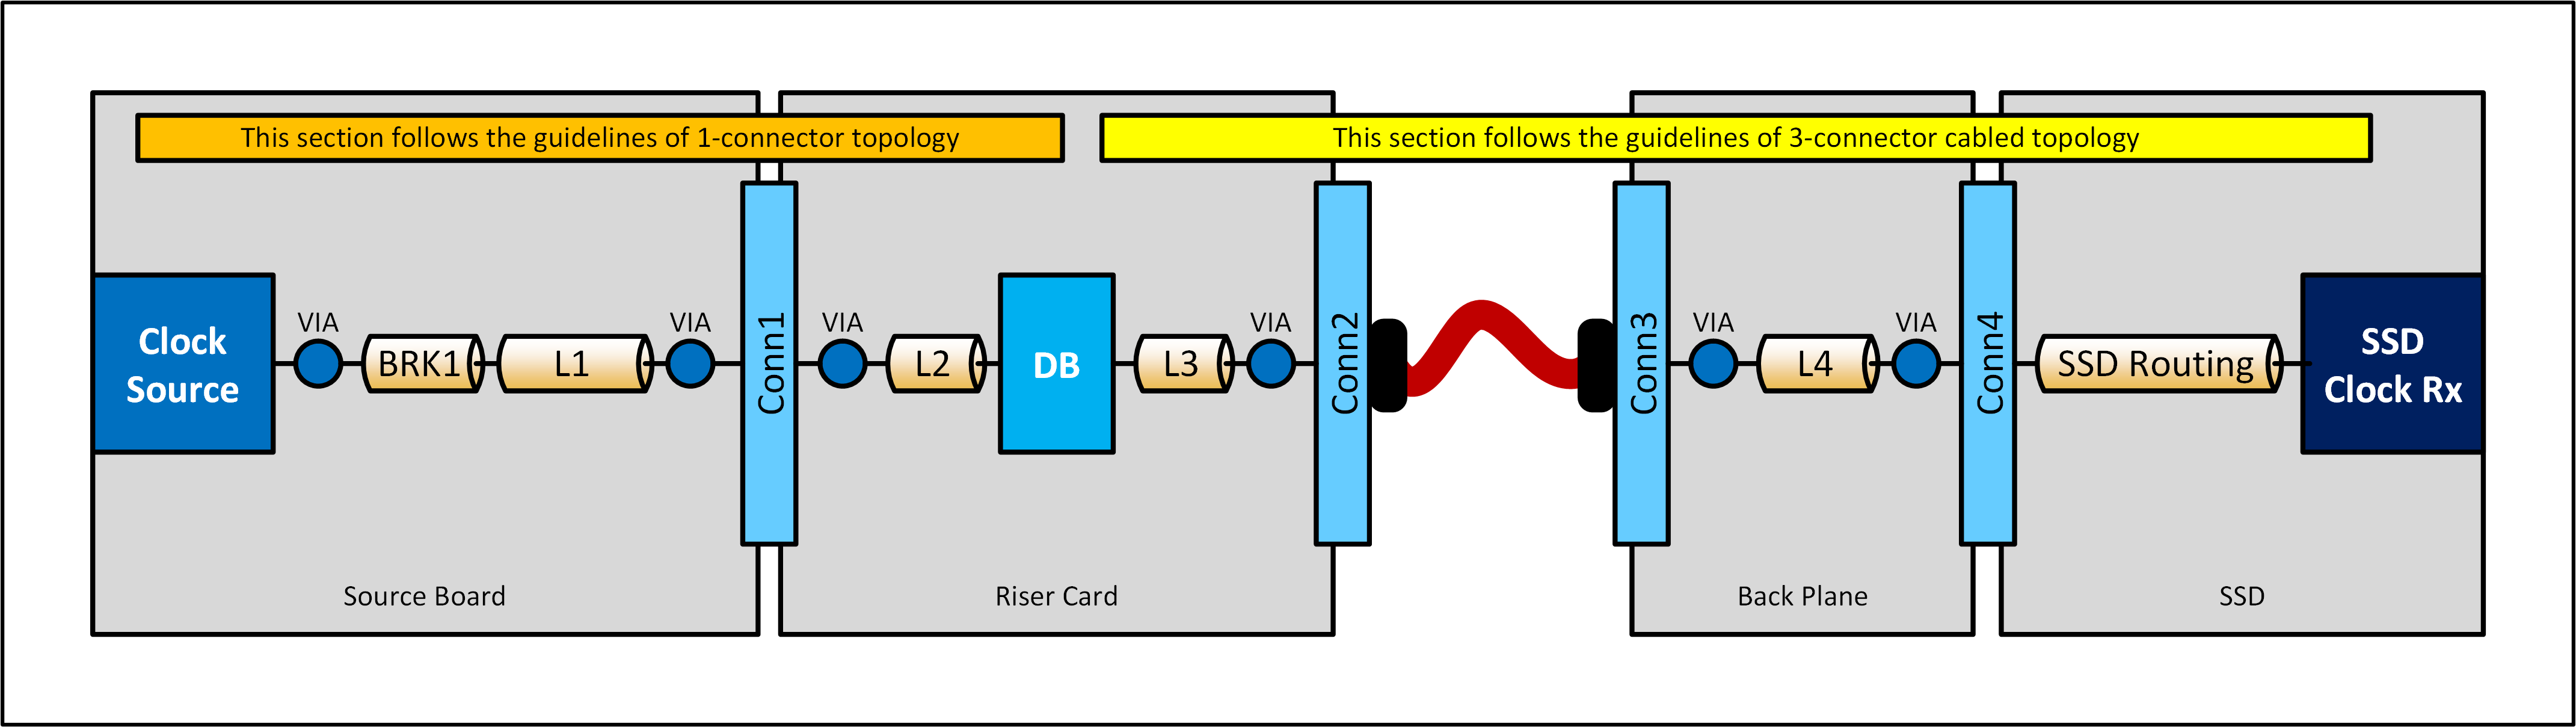 This section follows the guidelines of 1-connector topology
This section follows the guidelines of 3-connector cabled topology
Clock
Source
VIA
BRK1
L1
VIA
Conn1
VIA
L2
DB
L3
VIA
Conn2
Conn3
VIA
L4
VIA
Conn4
SSD Routing
SSD
Clock Rx
Source Board
Riser Card
Back Plane
SSD